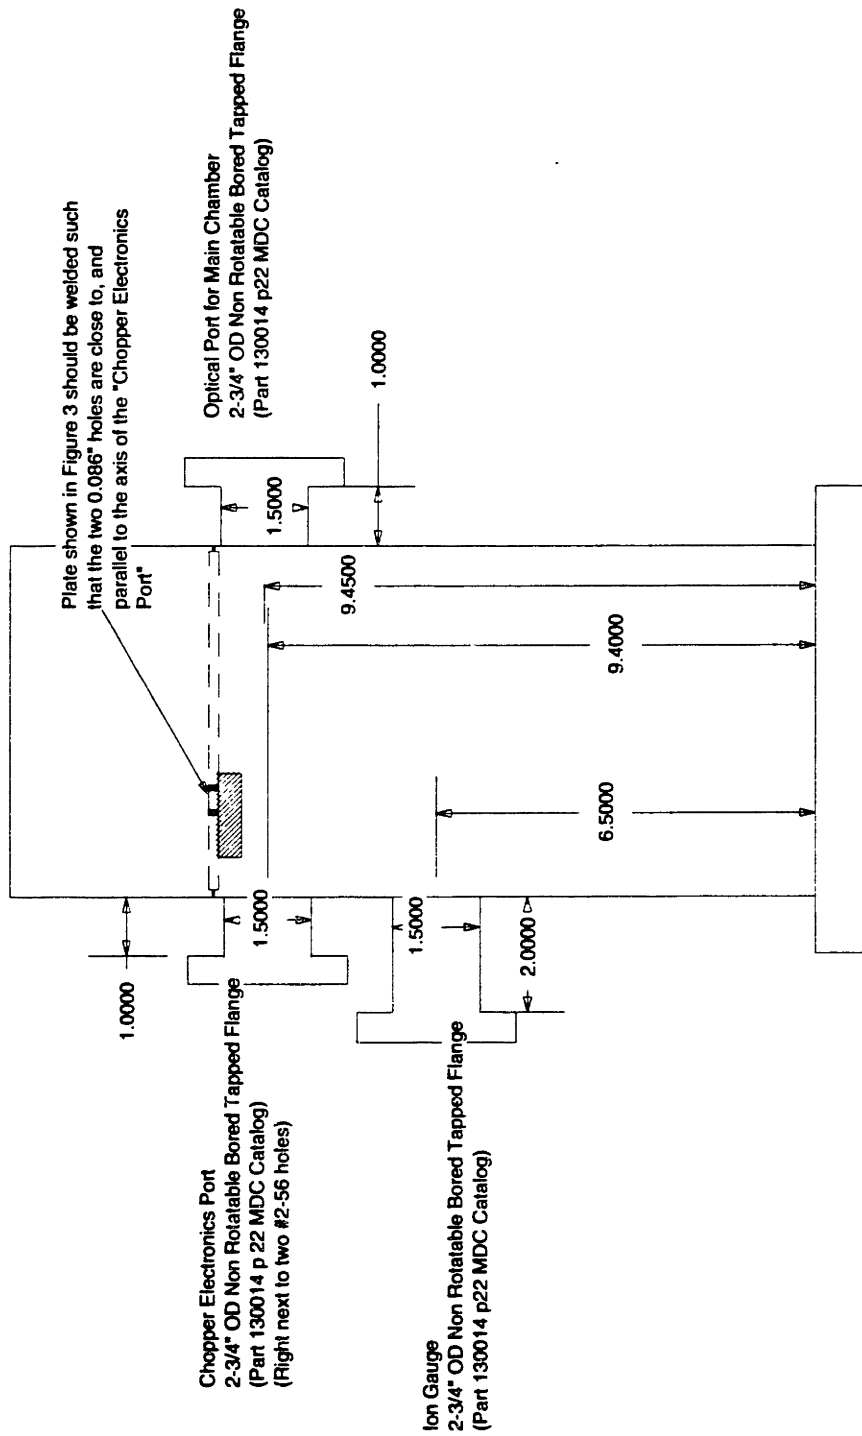 Plate shown in Figure 3 should be welded such
that the two 0.086" holes are close to, and
parallel to the axis of the "Chopper Electronics
Port"
Optical Port for Main Chamber
2-3/4" OD Non Rotatable Bored Tapped Flange
(Part 130014 p22 MDC Catalog)
1.0000
1.5000
9.4500
9.4000
6.5000
1.0000
1.5000
1.5000
2.0000
Chopper Electronics Port
2-3/4" OD Non Rotatable Bored Tapped Flange
(Part 130014 p 22 MDC Catalog)
(Right next to two #2-56 holes)
Ion Gauge
2-3/4" OD Non Rotatable Bored Tapped Flange
(Part 130014 p22 MDC Catalog)